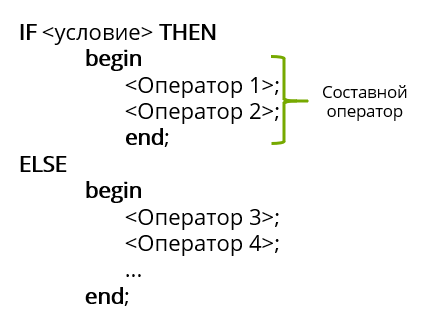 IF <условие> THEN
begin
<Оператор 1>;
<Оператор 2>;
end;
Составной
оператор
ELSE
begin
<Оператор 3>;
<Оператор 4>;
...
end;